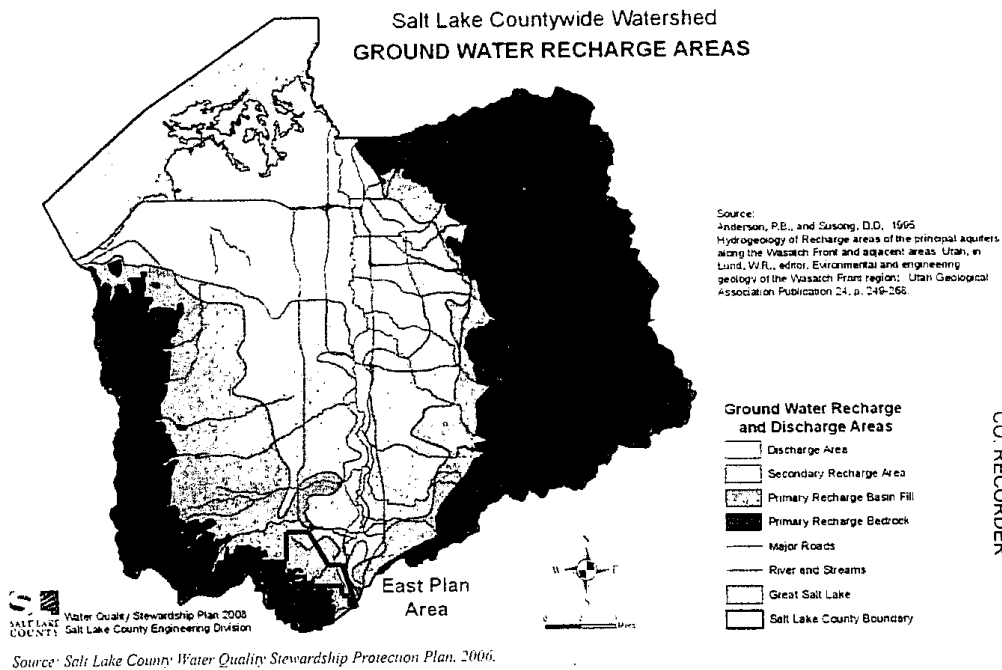 Salt Lake Countywide Watershed
GROUND WATER RECHARGE AREAS
Source:
Anderson, P.B., and Susong, D.D., 1995
Hydrogeology of Recharge areas of the principal aquifers
along the Wasatch Front and adjacent areas Utah, in
Lund, W.R., editor. Evironmental and engineering
geology of the Wasatch Front region: Utah Geological
Association Publication 24, p. 249-268.
Ground Water Recharge
and Discharge Areas
Discharge Area
Secondary Recharge Area
Primary Recharge Basin Fill
Primary Recharge Bedrock
Major Roads
River and Streams
Great Salt Lake
Salt Lake County Boundary
CO. RECORDER
East Plan
Area
W
Miles
SALT LAKE
COUNTY
Water Quality Stewardship Plan 2008
Salt Lake County Engineering Division
Source: Salt Lake County Water Quality Stewardship Protection Plan, 2006.